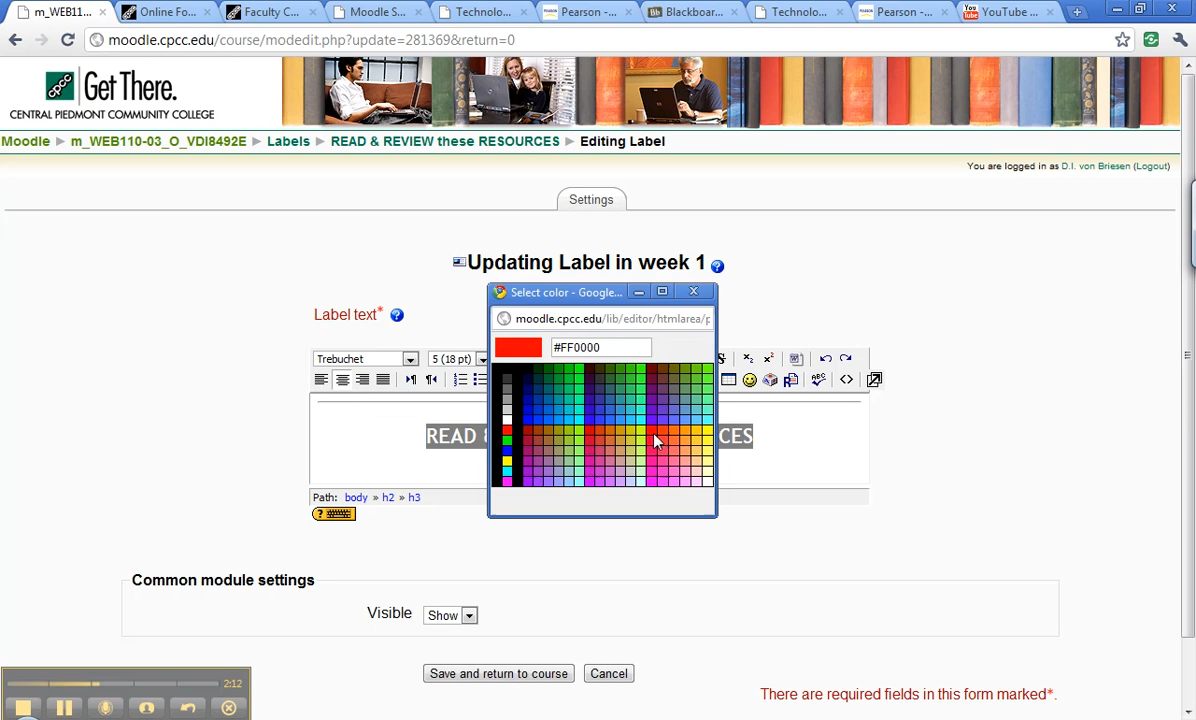 m_WEB11...
Online Fo...
Faculty C...
Moodle S...
Technolo...
Pearson -...
Blackboar...
Technolo...
Pearson -...
YouTube ...
moodle.cpcc.edu/course/modedit.php?update=281369&return=0
cpcc Get There.
CENTRAL PIEDMONT COMMUNITY COLLEGE
Moodle ► m_WEB110-03_O_VDI8492E ► Labels ► READ & REVIEW these RESOURCES ► Editing Label
You are logged in as D.I. von Briesen (Logout)
Settings
Updating Label in week 1
Select color - Google...
Label text*
moodle.cpcc.edu/lib/editor/htmlarea/p
#FF0000
Trebuchet 5 (18 pt)
READ
CES
Path: body » h2 » h3
Common module settings
Visible Show
Save and return to course Cancel
2:12
There are required fields in this form marked*.